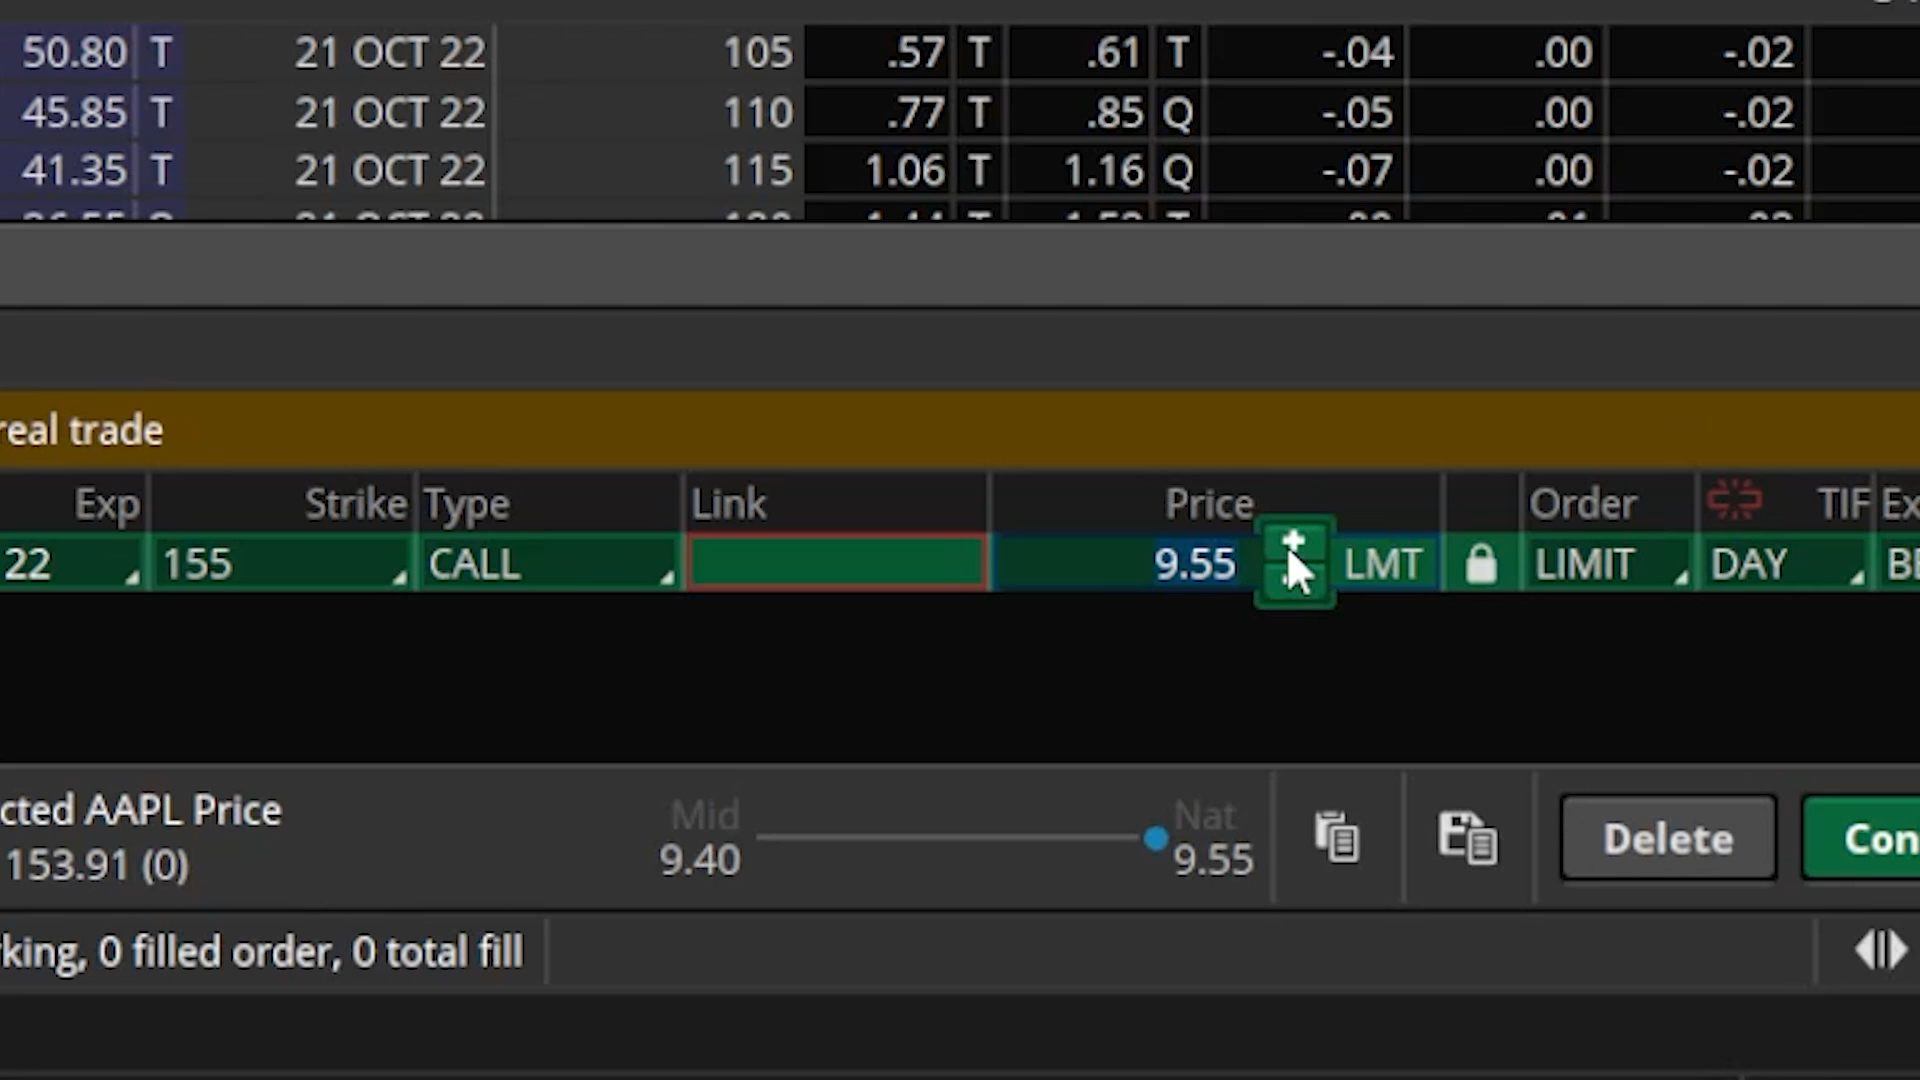 50.80 T 21 OCT 22 105 .57 T .61 T -.04 .00 -.02
45.85 T 21 OCT 22 110 .77 T .85 Q -.05 .00 -.02
41.35 T 21 OCT 22 115 1.06 T 1.16 Q -.07 .00 -.02
real trade
Exp Strike Type Link Price Order TIF Ex
22 155 CALL 9.55 LMT LIMIT DAY BE
cted AAPL Price Mid Nat
153.91 (0) 9.40 9.55 Delete Con
king, 0 filled order, 0 total fill